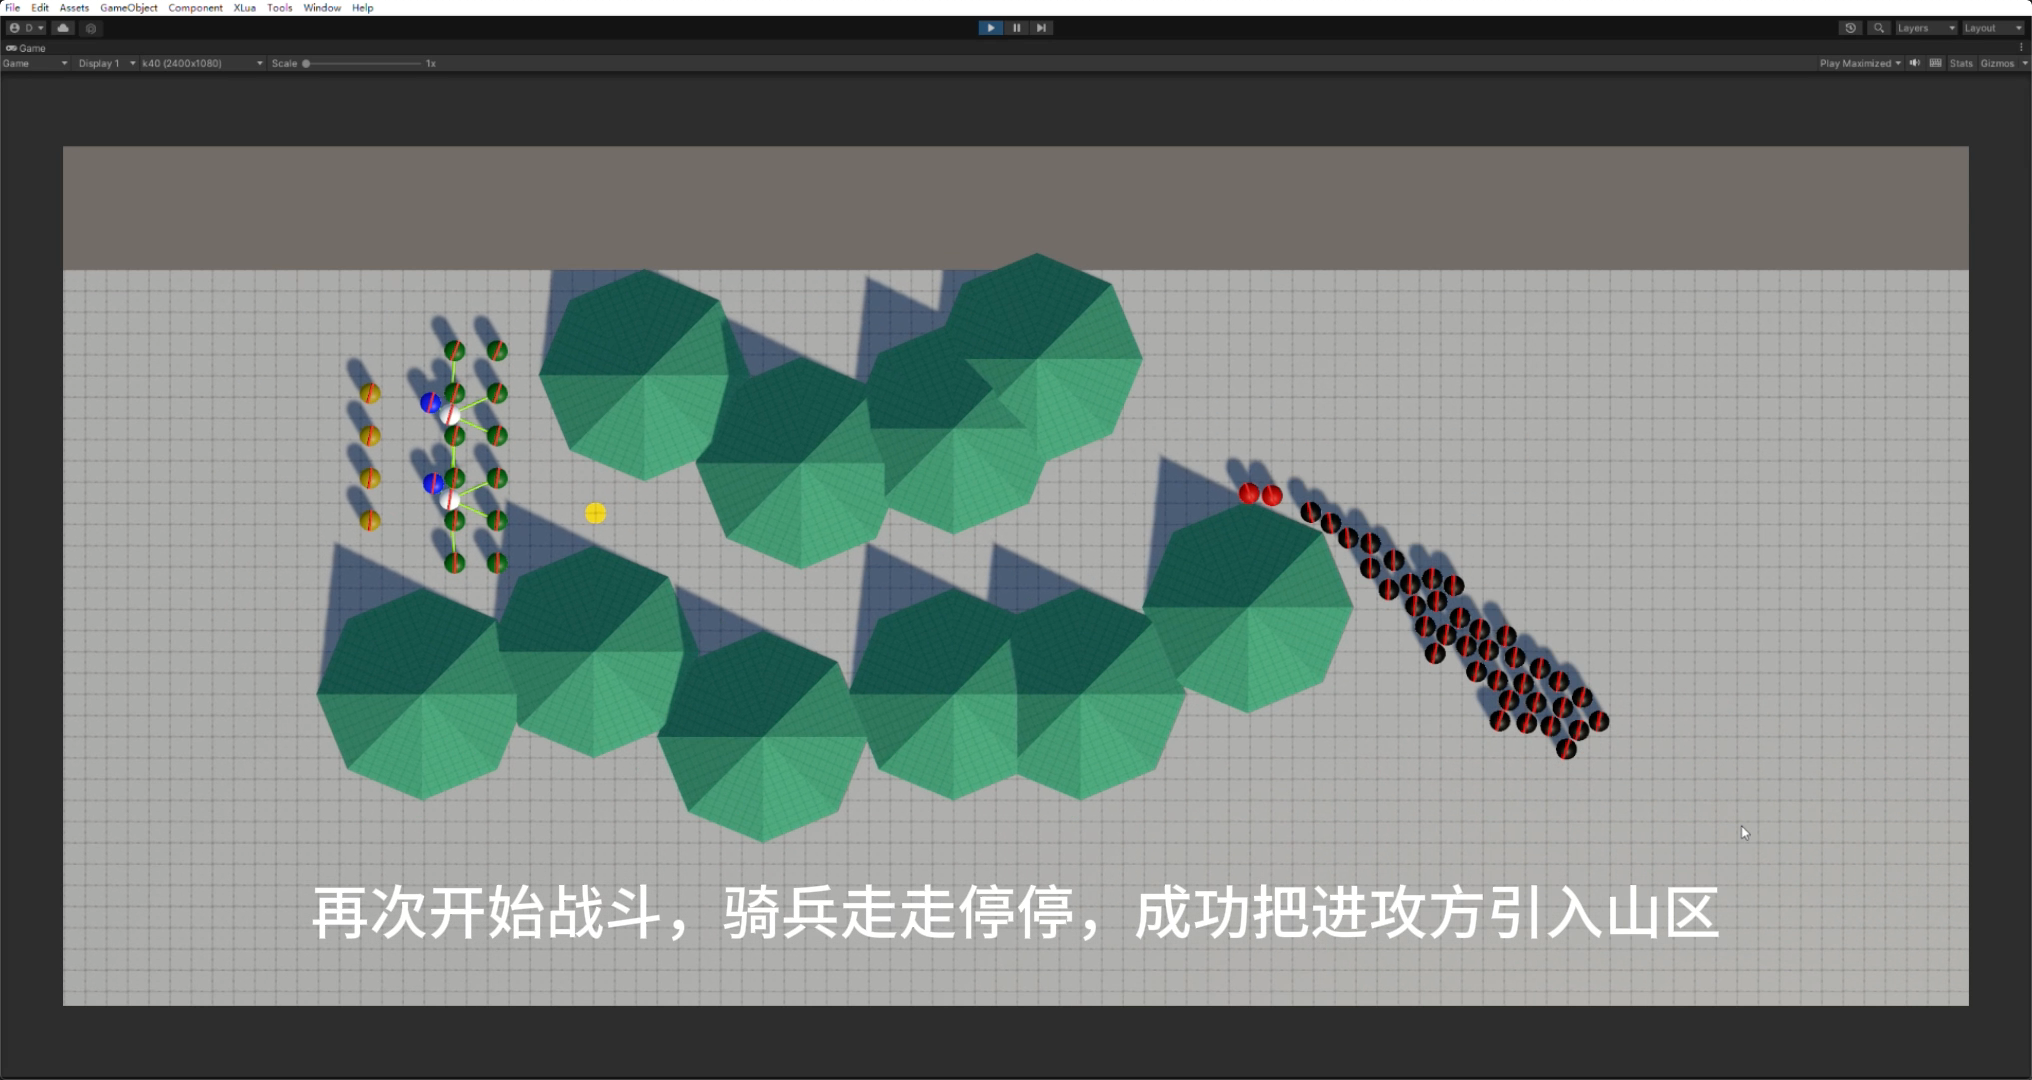 File Edit Assets GameObject Component XLua Tools Window Help
D Layers Layout
Game
Game Display 1 k40 (2400x1080) Scale 1x Play Maximized Stats Gizmos
再次开始战斗，骑兵走走停停，成功把进攻方引入山区